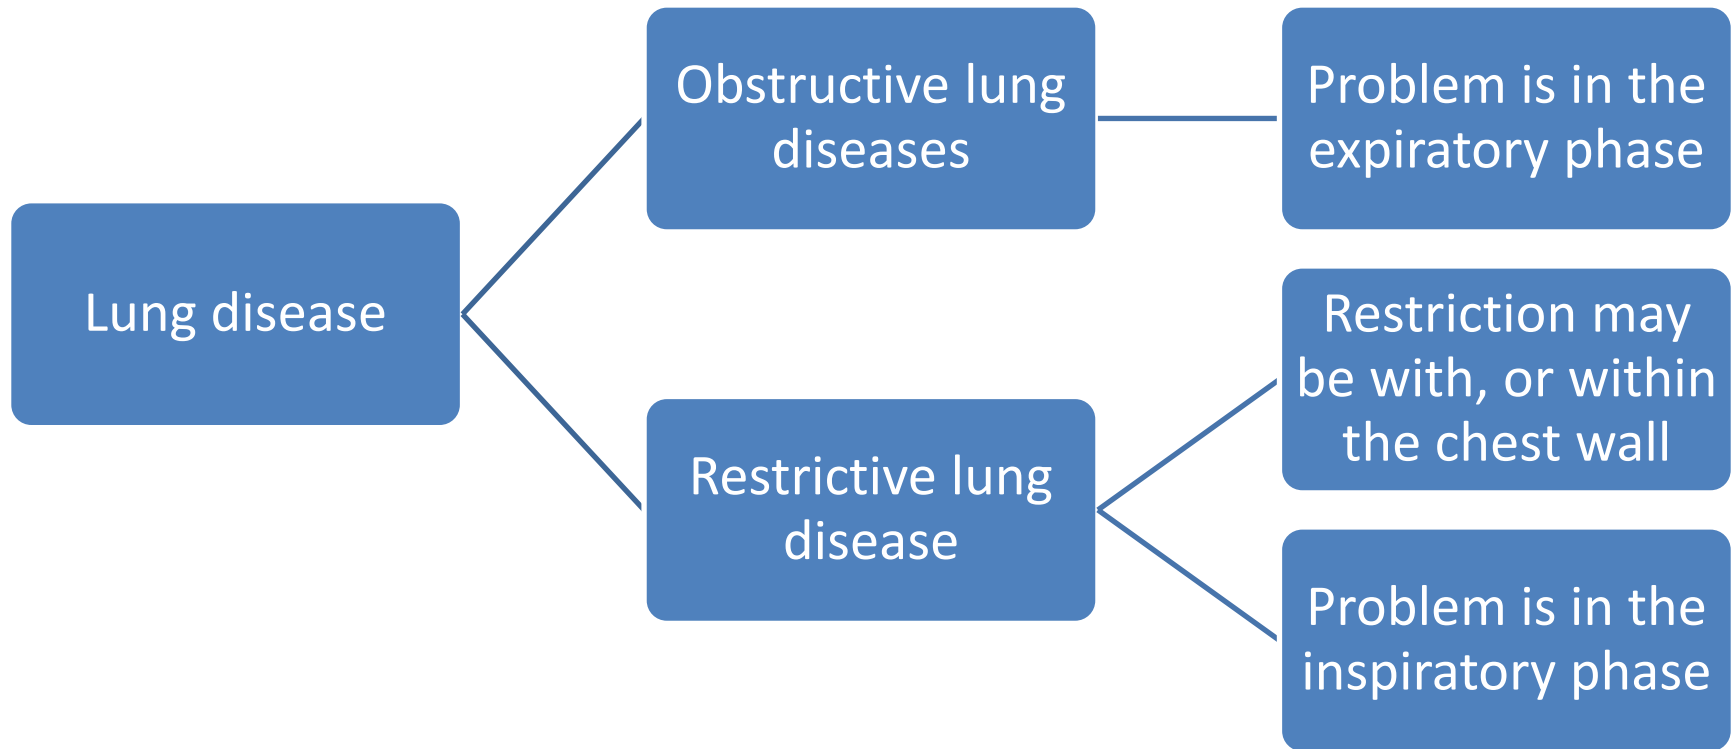 Lung disease
Obstructive lung
diseases
Problem is in the
expiratory phase
Restrictive lung
disease
Restriction may
be with, or within
the chest wall
Problem is in the
inspiratory phase